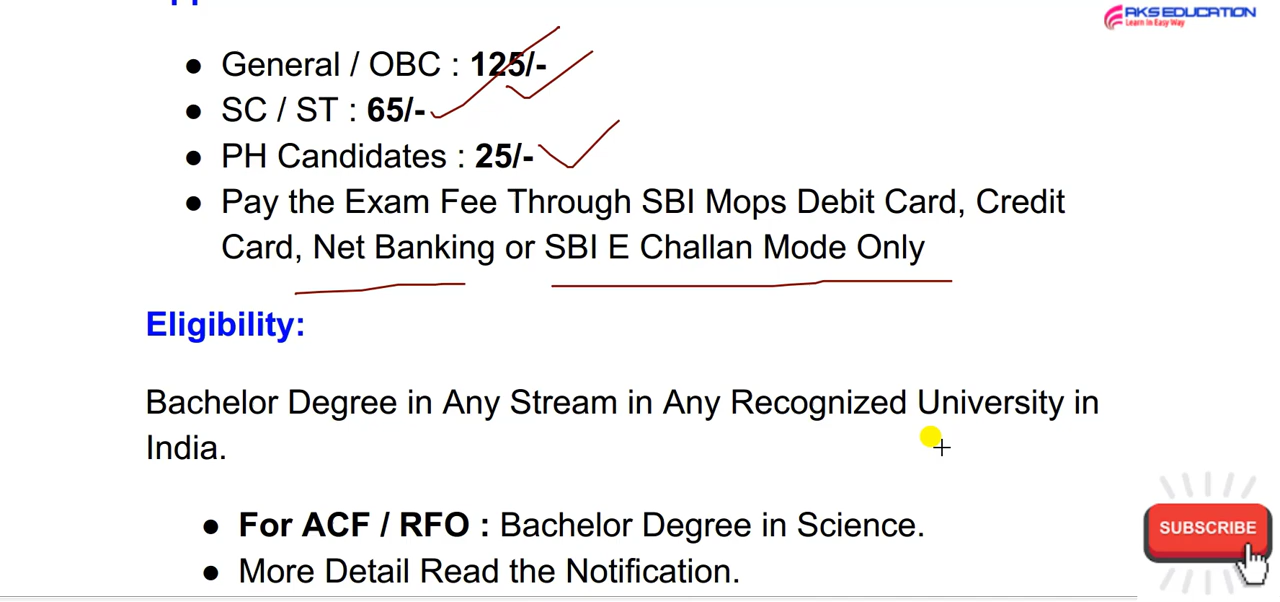 RKS EDUCATION
Learn In Easy Way
● General / OBC : 125/-
● SC / ST : 65/-
● PH Candidates : 25/-
● Pay the Exam Fee Through SBI Mops Debit Card, Credit
Card, Net Banking or SBI E Challan Mode Only
Eligibility:
Bachelor Degree in Any Stream in Any Recognized University in
India.
● For ACF / RFO : Bachelor Degree in Science.
● More Detail Read the Notification.
SUBSCRIBE